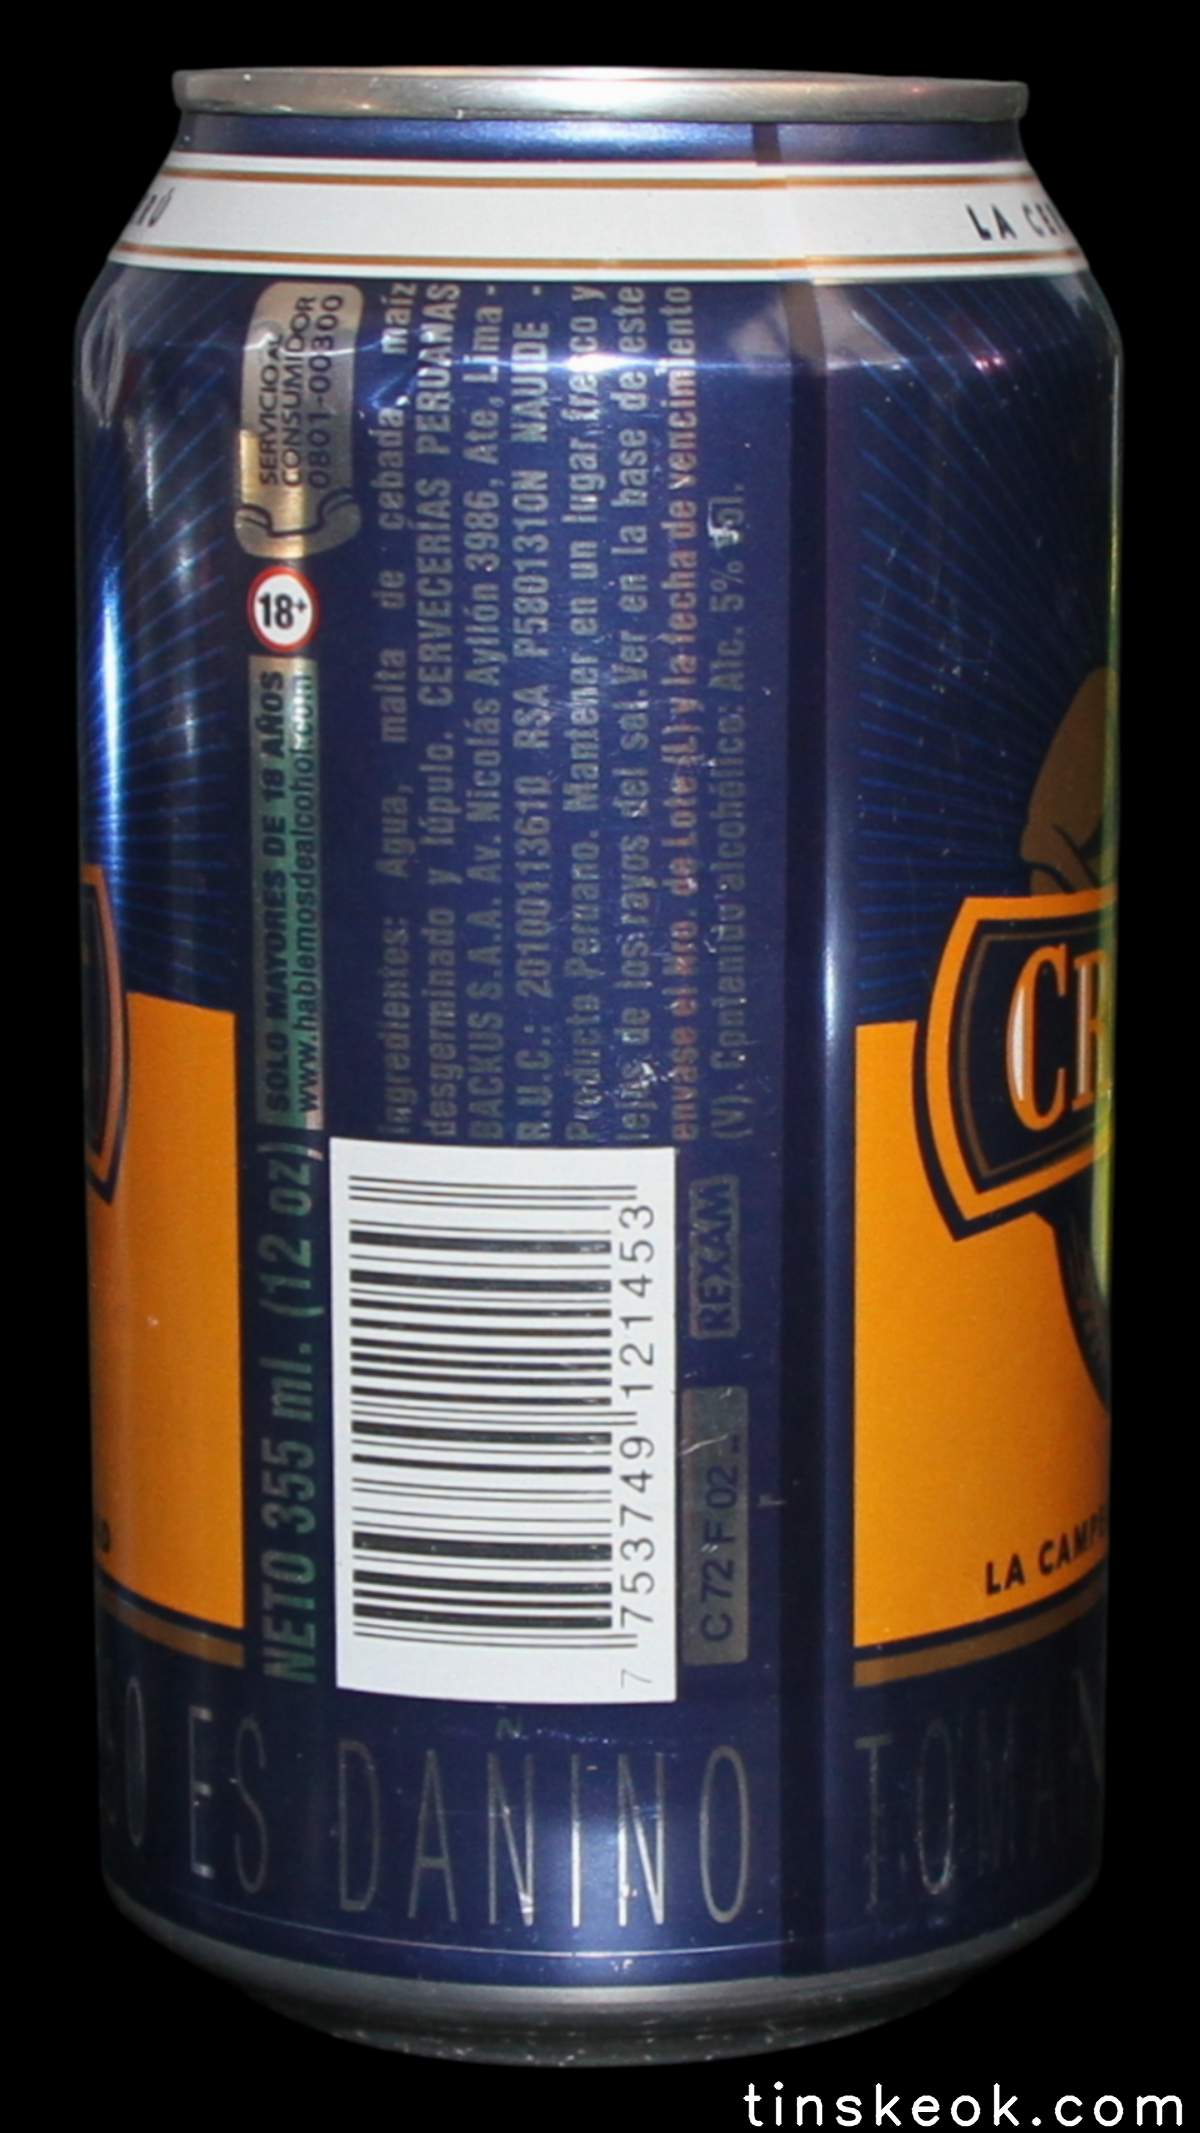 LA
SERVICIO AL
CONSUMIDOR
0801-00300
18+
SOLO MAYORES DE 18 AÑOS
www.hablemosdealcohol.com
NETO 355 ml. (12 oz)
Ingredientes: Agua, malta de cebada, maíz
desgerminado y lúpulo. CERVECERÍAS PERUANAS
BACKUS S.A.A. Av. Nicolás Ayllón 3986, Ate, Lima -
R.U.C.: 20100113610 RSA P5801310N NAUDE -
Producto Peruano. Mantener en un lugar fresco y
lejos de los rayos del sol. Ver en la base de este
envase el Nro. de Lote (L) y la fecha de vencimiento
(V). Contenido alcohólico: Alc. 5% vol.
7 753749 121453
REXAM
C 72 F 02
CR
LA
ES DAÑINO
tinskeok.com